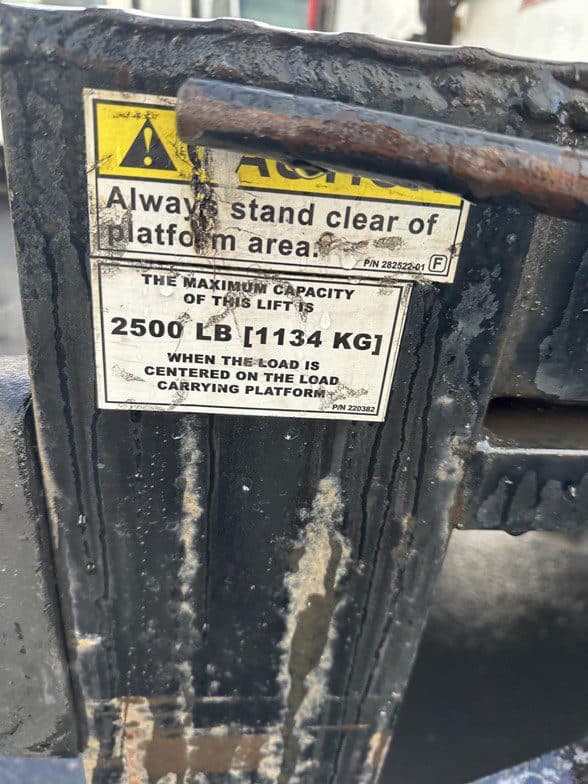 Always stand clear of
platform area.
P/N 282522-01 F
THE MAXIMUM CAPACITY
OF THIS LIFT IS
2500 LB [1134 KG]
WHEN THE LOAD IS
CENTERED ON THE LOAD
CARRYING PLATFORM
P/N 220382